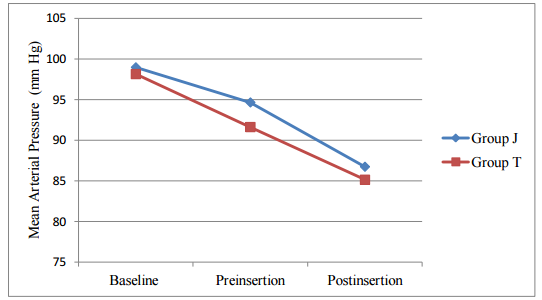 105
100
95
90
85
80
75
Mean Arterial Pressure (mm Hg)
Baseline
Preinsertion
Postinsertion
Group J
Group T